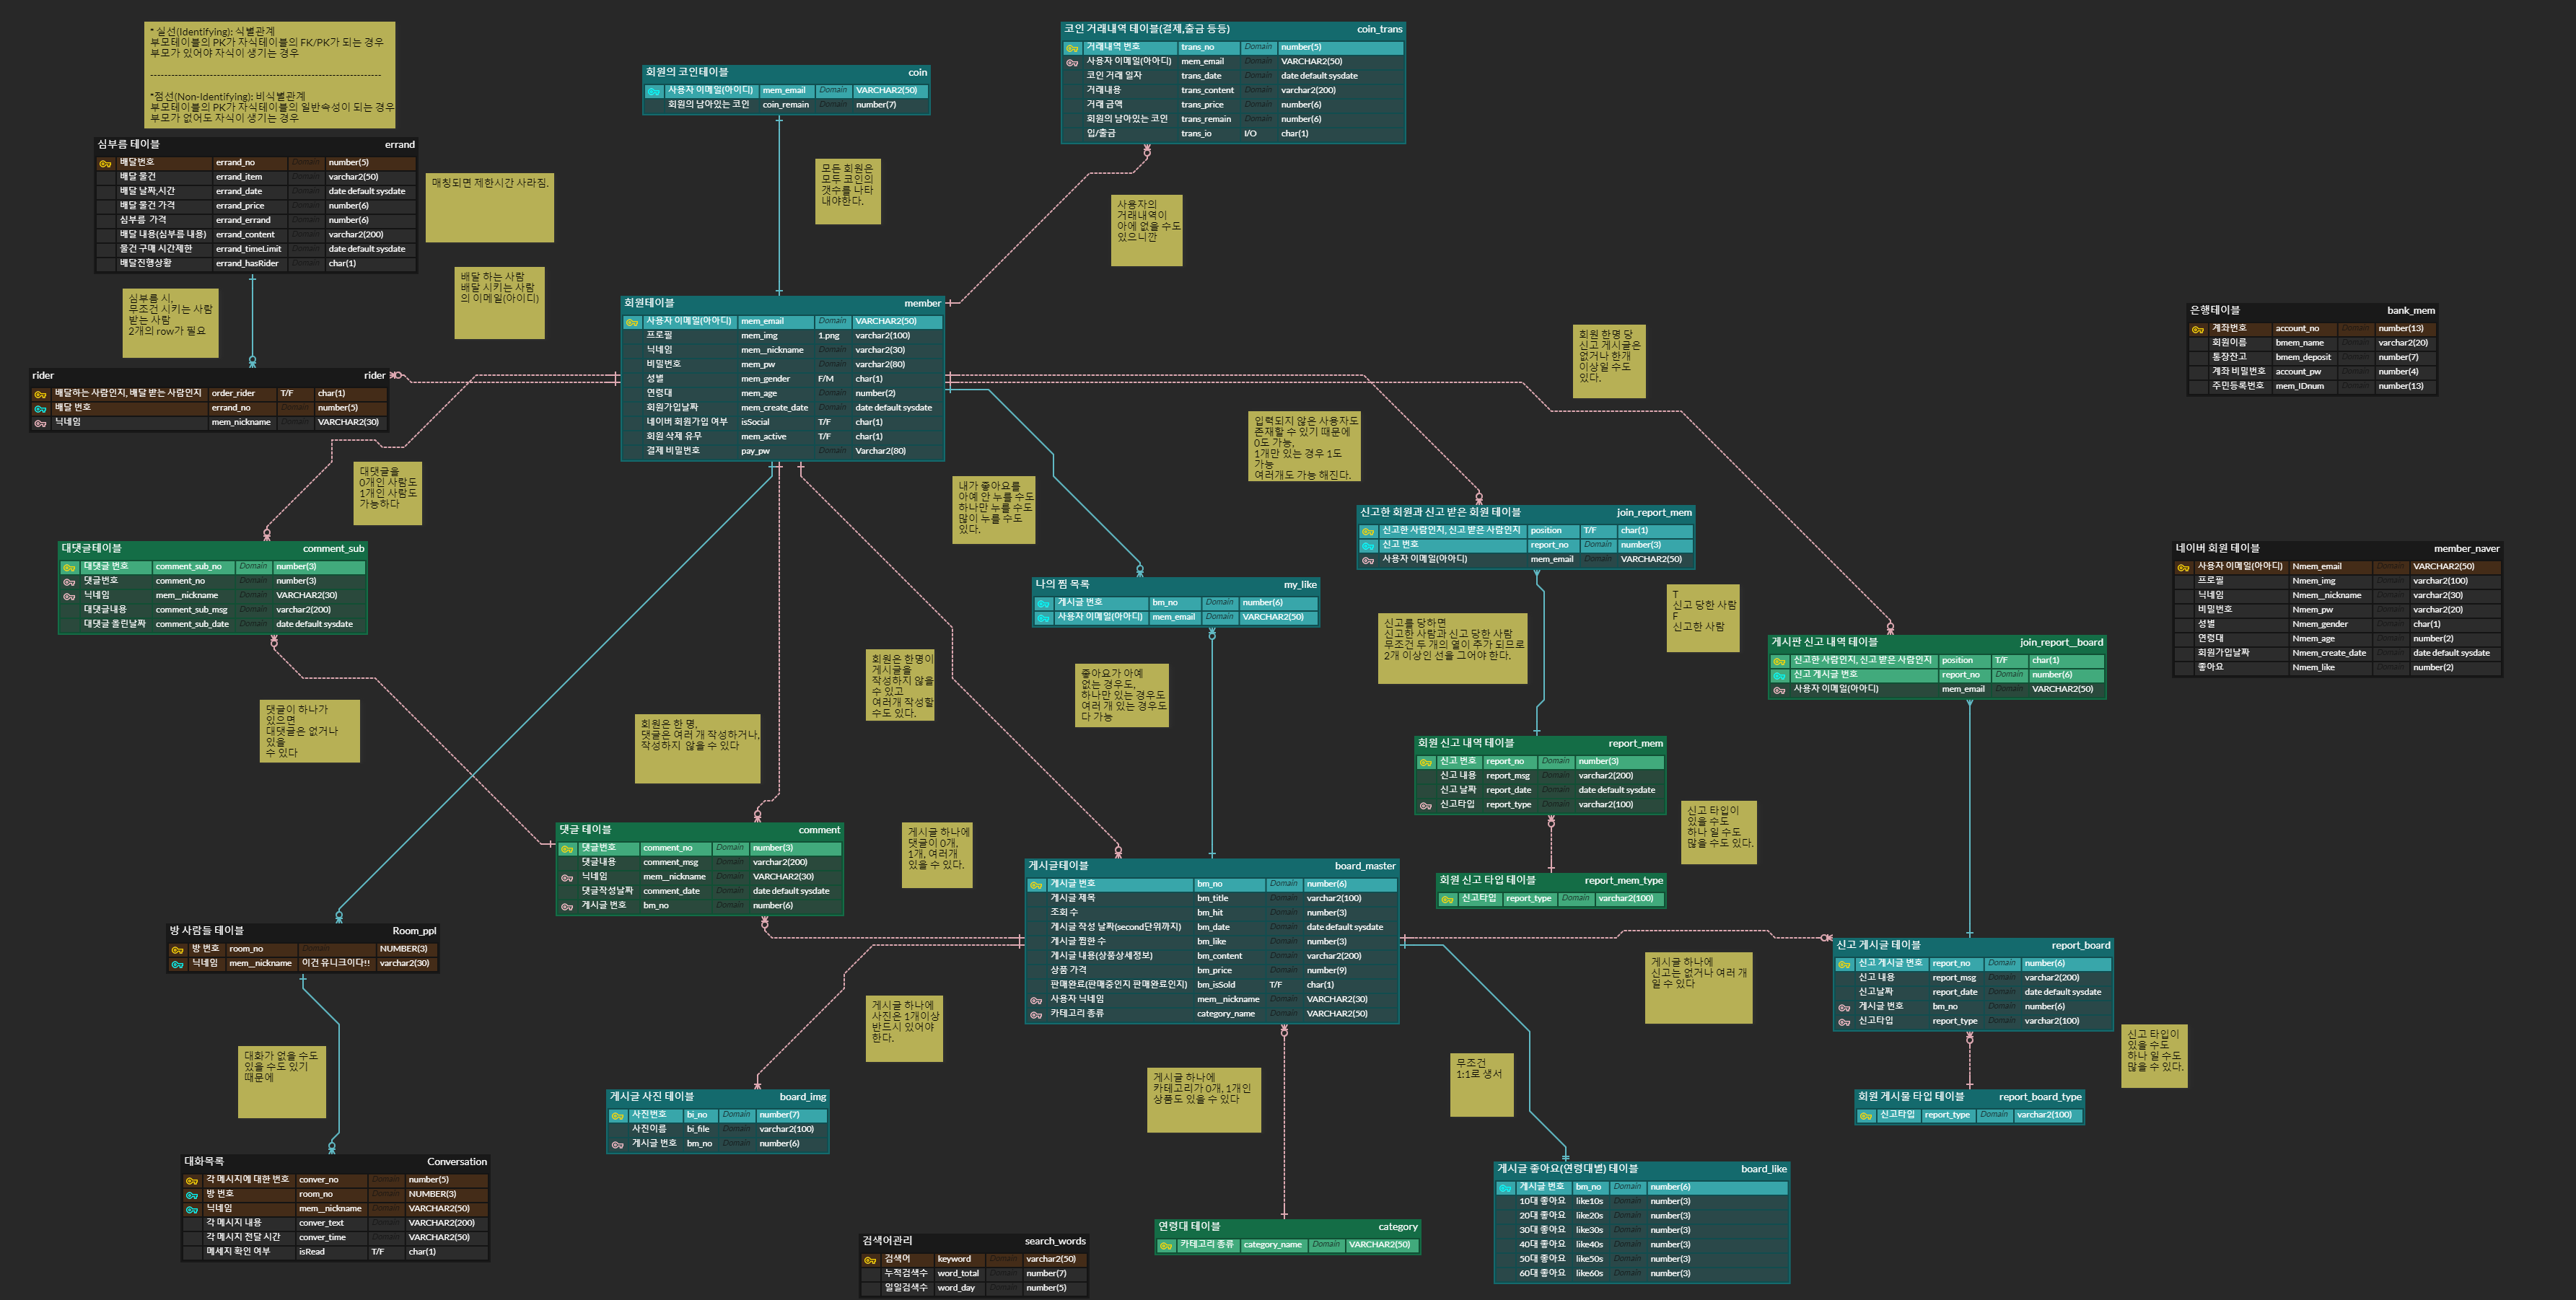 * 실선(Identifying): 식별관계
부모테이블의 PK가 자식테이블의 FK/PK가 되는 경우
부모가 있어야 자식이 생기는 경우
------------------------------------------------------------------
*점선(Non-Identifying): 비식별관계
부모테이블의 PK가 자식테이블의 일반속성이 되는 경우
부모가 없어도 자식이 생기는 경우
심부름 테이블 errand
배달번호 errand_no Domain number(5)
배달 물건 errand_item Domain varchar2(50)
배달 날짜,시간 errand_date Domain date default sysdate
배달 물건 가격 errand_price Domain number(6)
심부름 가격 errand_errand Domain number(6)
배달 내용(심부름 내용) errand_content Domain varchar2(200)
물건 구매 시간제한 errand_timeLimit Domain date default sysdate
배달진행상황 errand_hasRider Domain char(1)
매칭되면 제한시간 사라짐.
심부름 시,
무조건 시키는 사람
받는 사람
2개의 row가 필요
배달 하는 사람
배달 시키는 사람
의 이메일(아이디)
회원의 코인테이블 coin
사용자 이메일(아이디) mem_email Domain VARCHAR2(50)
회원의 남아있는 코인 coin_remain Domain number(7)
모든 회원은
모두 코인의
갯수를 나타
내야한다.
코인 거래내역 테이블(결제,출금 등등) coin_trans
거래내역 번호 trans_no Domain number(5)
사용자 이메일(아이디) mem_email Domain VARCHAR2(50)
코인 거래 일자 trans_date Domain date default sysdate
거래내용 trans_content Domain varchar2(200)
거래 금액 trans_price Domain number(6)
회원의 남아있는 코인 trans_remain Domain number(6)
입/출금 trans_io I/O char(1)
사용자의
거래내역이
아에 없을 수도
있으니깐
rider rider
배달하는 사람인지, 배달 받는 사람인지 order_rider T/F char(1)
배달 번호 errand_no Domain number(5)
닉네임 mem_nickname Domain VARCHAR2(30)
회원테이블 member
사용자 이메일(아아디) mem_email Domain VARCHAR2(50)
프로필 mem_img 1.png varchar2(100)
닉네임 mem__nickname Domain varchar2(30)
비밀번호 mem_pw Domain varchar2(80)
성별 mem_gender F/M char(1)
연령대 mem_age Domain number(2)
회원가입날짜 mem_create_date Domain date default sysdate
네이버 회원가입 여부 isSocial T/F char(1)
회원 삭제 유무 mem_active T/F char(1)
결제 비밀번호 pay_pw Domain Varchar2(80)
회원 한명 당
신고 게시글은
없거나 한개
이상일 수도
있다.
은행테이블 bank_mem
계좌번호 account_no Domain number(13)
회원이름 bmem_name Domain varchar2(20)
통장잔고 bmem_deposit Domain number(7)
계좌 비밀번호 account_pw Domain number(4)
주민등록번호 mem_IDnum Domain number(13)
대댓글을
0개인 사람도
1개인 사람도
가능하다
내가 좋아요를
아예 안 누를 수도
하나만 누를 수도
많이 누를 수도
있다.
입력되지 않은 사용자도
존재할 수 있기 때문에
0도 가능,
1개만 있는 경우 1도
가능
여러개도 가능 해진다.
대댓글테이블 comment_sub
대댓글 번호 comment_sub_no Domain number(3)
댓글번호 comment_no Domain number(3)
닉네임 mem__nickname Domain VARCHAR2(30)
대댓글내용 comment_sub_msg Domain varchar2(200)
대댓글 올린날짜 comment_sub_date Domain date default sysdate
나의 찜 목록 my_like
게시글 번호 bm_no Domain number(6)
사용자 이메일(아아디) mem_email Domain VARCHAR2(50)
신고한 회원과 신고 받은 회원 테이블 join_report_mem
신고한 사람인지, 신고 받은 사람인지 position T/F char(1)
신고 번호 report_no Domain number(3)
사용자 이메일(아아디) mem_email Domain VARCHAR2(50)
신고를 당하면
신고한 사람과 신고 당한 사람
무조건 두 개의 열이 추가 되므로
2개 이상인 선을 그어야 한다.
T
신고 당한 사람
F
신고한 사람
게시판 신고 내역 테이블 join_report__board
신고한 사람인지, 신고 받은 사람인지 position T/F char(1)
신고 게시글 번호 report_no Domain number(6)
사용자 이메일(아아디) mem_email Domain VARCHAR2(50)
네이버 회원 테이블 member_naver
사용자 이메일(아아디) Nmem_email Domain VARCHAR2(50)
프로필 Nmem_img Domain varchar2(100)
닉네임 Nmem__nickname Domain varchar2(30)
비밀번호 Nmem_pw Domain varchar2(20)
성별 Nmem_gender Domain char(1)
연령대 Nmem_age Domain number(2)
회원가입날짜 Nmem_create_date Domain date default sysdate
좋아요 Nmem_like Domain number(2)
댓글이 하나가
있으면
대댓글은 없거나
있을
수 있다
회원은 한 명,
댓글은 여러 개 작성하거나,
작성하지 않을 수 있다
회원은 한명이
게시글을
작성하지 않을
수 있고
여러개 작성할
수도 있다.
좋아요가 아예
없는 경우도,
하나만 있는 경우도
여러 개 있는 경우도
다 가능
회원 신고 내역 테이블 report_mem
신고 번호 report_no Domain number(3)
신고 내용 report_msg Domain varchar2(200)
신고 날짜 report_date Domain date default sysdate
신고타입 report_type Domain varchar2(100)
신고 타입이
있을 수도
하나 일 수도
많을 수도 있다.
회원 신고 타입 테이블 report_mem_type
신고타입 report_type Domain varchar2(100)
댓글 테이블 comment
댓글번호 comment_no Domain number(3)
댓글내용 comment_msg Domain varchar2(200)
닉네임 mem__nickname Domain VARCHAR2(30)
댓글작성날짜 comment_date Domain date default sysdate
게시글 번호 bm_no Domain number(6)
게시글 하나에
댓글이 0개,
1개, 여러개
있을 수 있다.
게시글테이블 board_master
게시글 번호 bm_no Domain number(6)
게시글 제목 bm_title Domain varchar2(100)
조회 수 bm_hit Domain number(3)
게시글 작성 날짜(second단위까지) bm_date Domain date default sysdate
게시글 찜한 수 bm_like Domain number(3)
게시글 내용(상품상세정보) bm_content Domain varchar2(200)
상품 가격 bm_price Domain number(9)
판매완료(판매중인지 판매완료인지) bm_isSold T/F char(1)
사용자 닉네임 mem__nickname Domain VARCHAR2(30)
카테고리 종류 category_name Domain VARCHAR2(50)
방 사람들 테이블 Room_ppl
방 번호 room_no Domain NUMBER(3)
닉네임 mem__nickname 이건 유니크이다!! varchar2(30)
게시글 하나에
신고는 없거나 여러 개
일 수 있다
신고 게시글 테이블 report_board
신고 게시글 번호 report_no Domain number(6)
신고 내용 report_msg Domain varchar2(200)
신고날짜 report_date Domain date default sysdate
게시글 번호 bm_no Domain number(6)
신고타입 report_type Domain varchar2(100)
신고 타입이
있을 수도
하나 일 수도
많을 수 있다.
대화가 없을 수도
있을 수도 있기
때문에
게시글 하나에
사진은 1개이상
반드시 있어야
한다.
게시글 사진 테이블 board_img
사진번호 bi_no Domain number(7)
사진이름 bi_file Domain varchar2(100)
게시글 번호 bm_no Domain number(6)
게시글 하나에
카테고리가 0개, 1개인
상품도 있을 수 있다
무조건
1:1로 생서
회원 게시물 타입 테이블 report_board_type
신고타입 report_type Domain varchar2(100)
대화목록 Conversation
각 메시지에 대한 번호 conver_no Domain number(5)
방 번호 room_no Domain NUMBER(3)
닉네임 mem__nickname Domain VARCHAR2(50)
각 메시지 내용 conver_text Domain VARCHAR2(200)
각 메시지 전달 시간 conver_time Domain VARCHAR2(50)
메세지 확인 여부 isRead T/F char(1)
검색어관리 search_words
검색어 keyword Domain varchar2(50)
누적검색수 word_total Domain number(7)
일일검색수 word_day Domain number(5)
연령대 테이블 category
카테고리 종류 category_name Domain VARCHAR2(50)
게시글 좋아요(연령대별) 테이블 board_like
게시글 번호 bm_no Domain number(6)
10대 좋아요 like10s Domain number(3)
20대 좋아요 like20s Domain number(3)
30대 좋아요 like30s Domain number(3)
40대 좋아요 like40s Domain number(3)
50대 좋아요 like50s Domain number(3)
60대 좋아요 like60s Domain number(3)